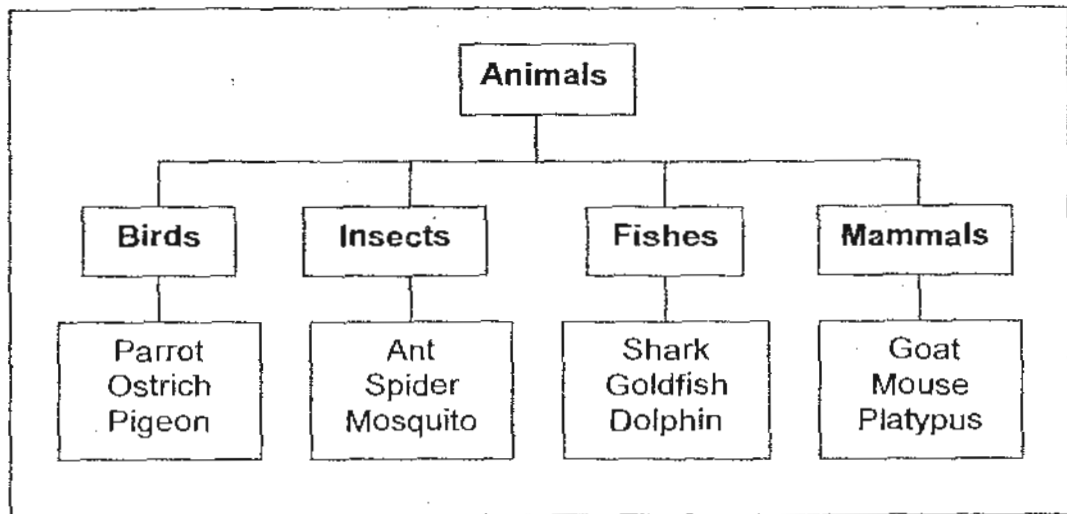 Animals
Birds
Insects
Fishes
Mammals
Parrot
Ostrich
Pigeon
Ant
Spider
Mosquito
Shark
Goldfish
Dolphin
Goat
Mouse
Platypus